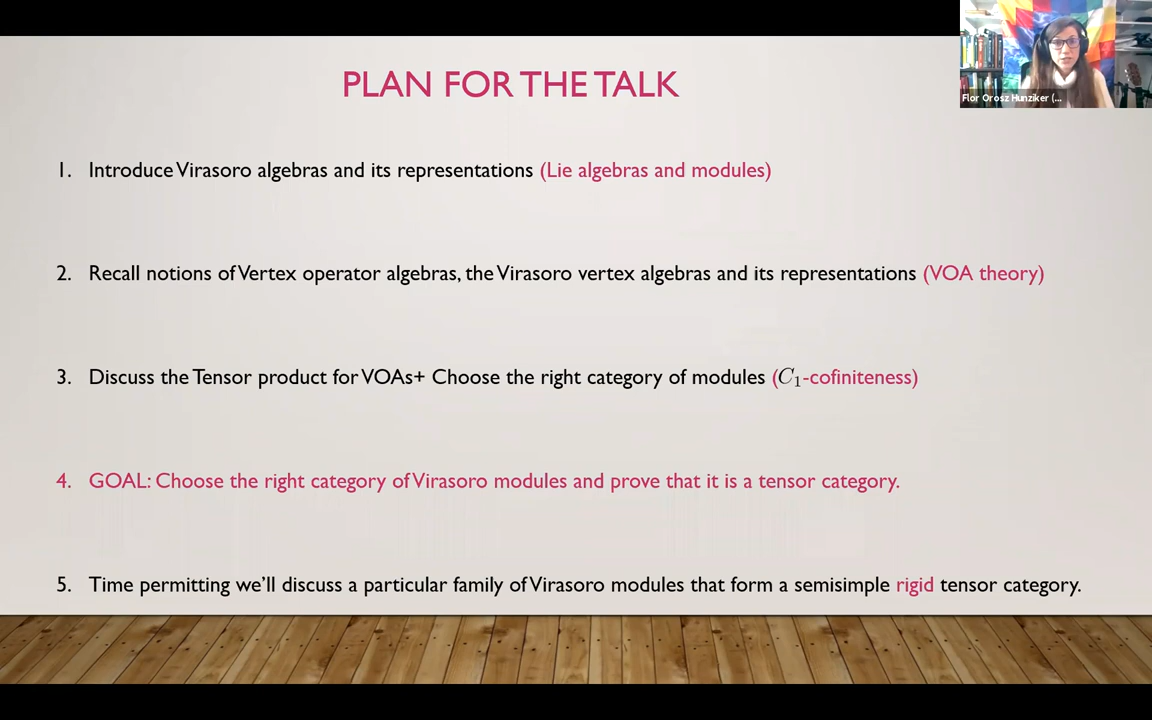 PLAN FOR THE TALK
Flor Orosz Hunziker (...
1. Introduce Virasoro algebras and its representations (Lie algebras and modules)
2. Recall notions of Vertex operator algebras, the Virasoro vertex algebras and its representations (VOA theory)
3. Discuss the Tensor product for VOAs+ Choose the right category of modules (C₁-cofiniteness)
4. GOAL: Choose the right category of Virasoro modules and prove that it is a tensor category.
5. Time permitting we'll discuss a particular family of Virasoro modules that form a semisimple rigid tensor category.